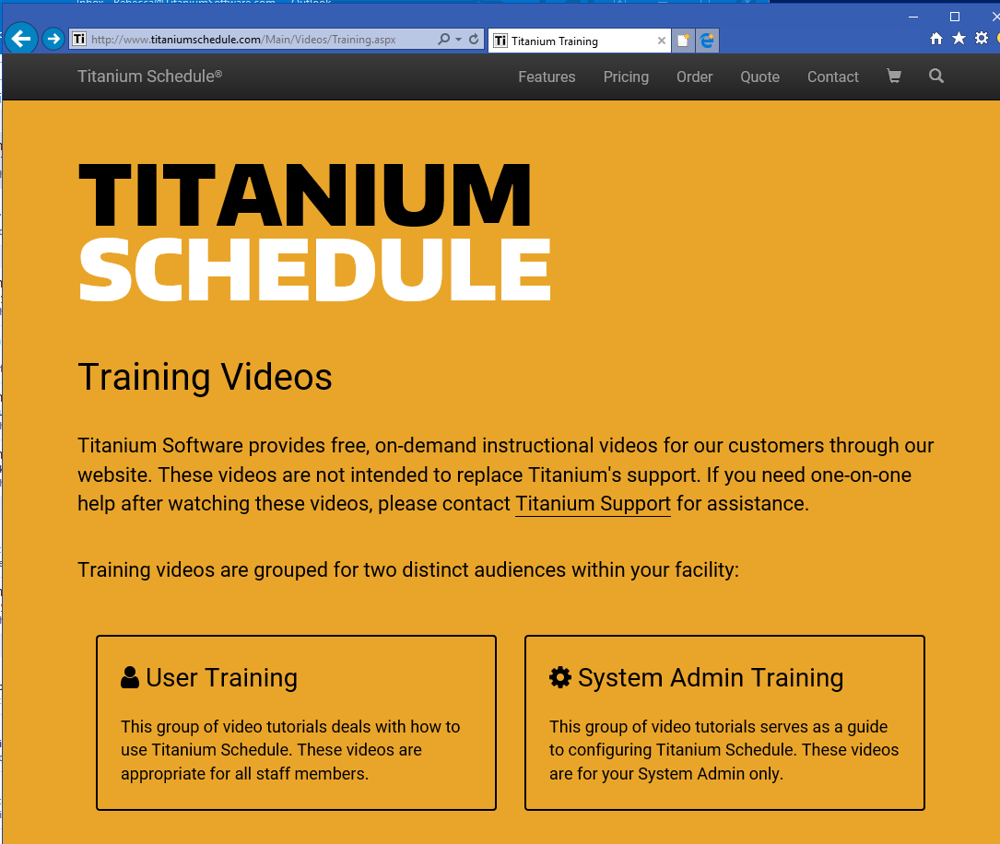 Inbox - Rebecca@TitaniumSoftware.com - Outlook
http://www.titaniumschedule.com/Main/Videos/Training.aspx
Ti Titanium Training
Titanium Schedule®
Features Pricing Order Quote Contact
TITANIUM
SCHEDULE
Training Videos
Titanium Software provides free, on-demand instructional videos for our customers through our
website. These videos are not intended to replace Titanium's support. If you need one-on-one
help after watching these videos, please contact Titanium Support for assistance.
Training videos are grouped for two distinct audiences within your facility:
User Training
This group of video tutorials deals with how to
use Titanium Schedule. These videos are
appropriate for all staff members.
System Admin Training
This group of video tutorials serves as a guide
to configuring Titanium Schedule. These videos
are for your System Admin only.